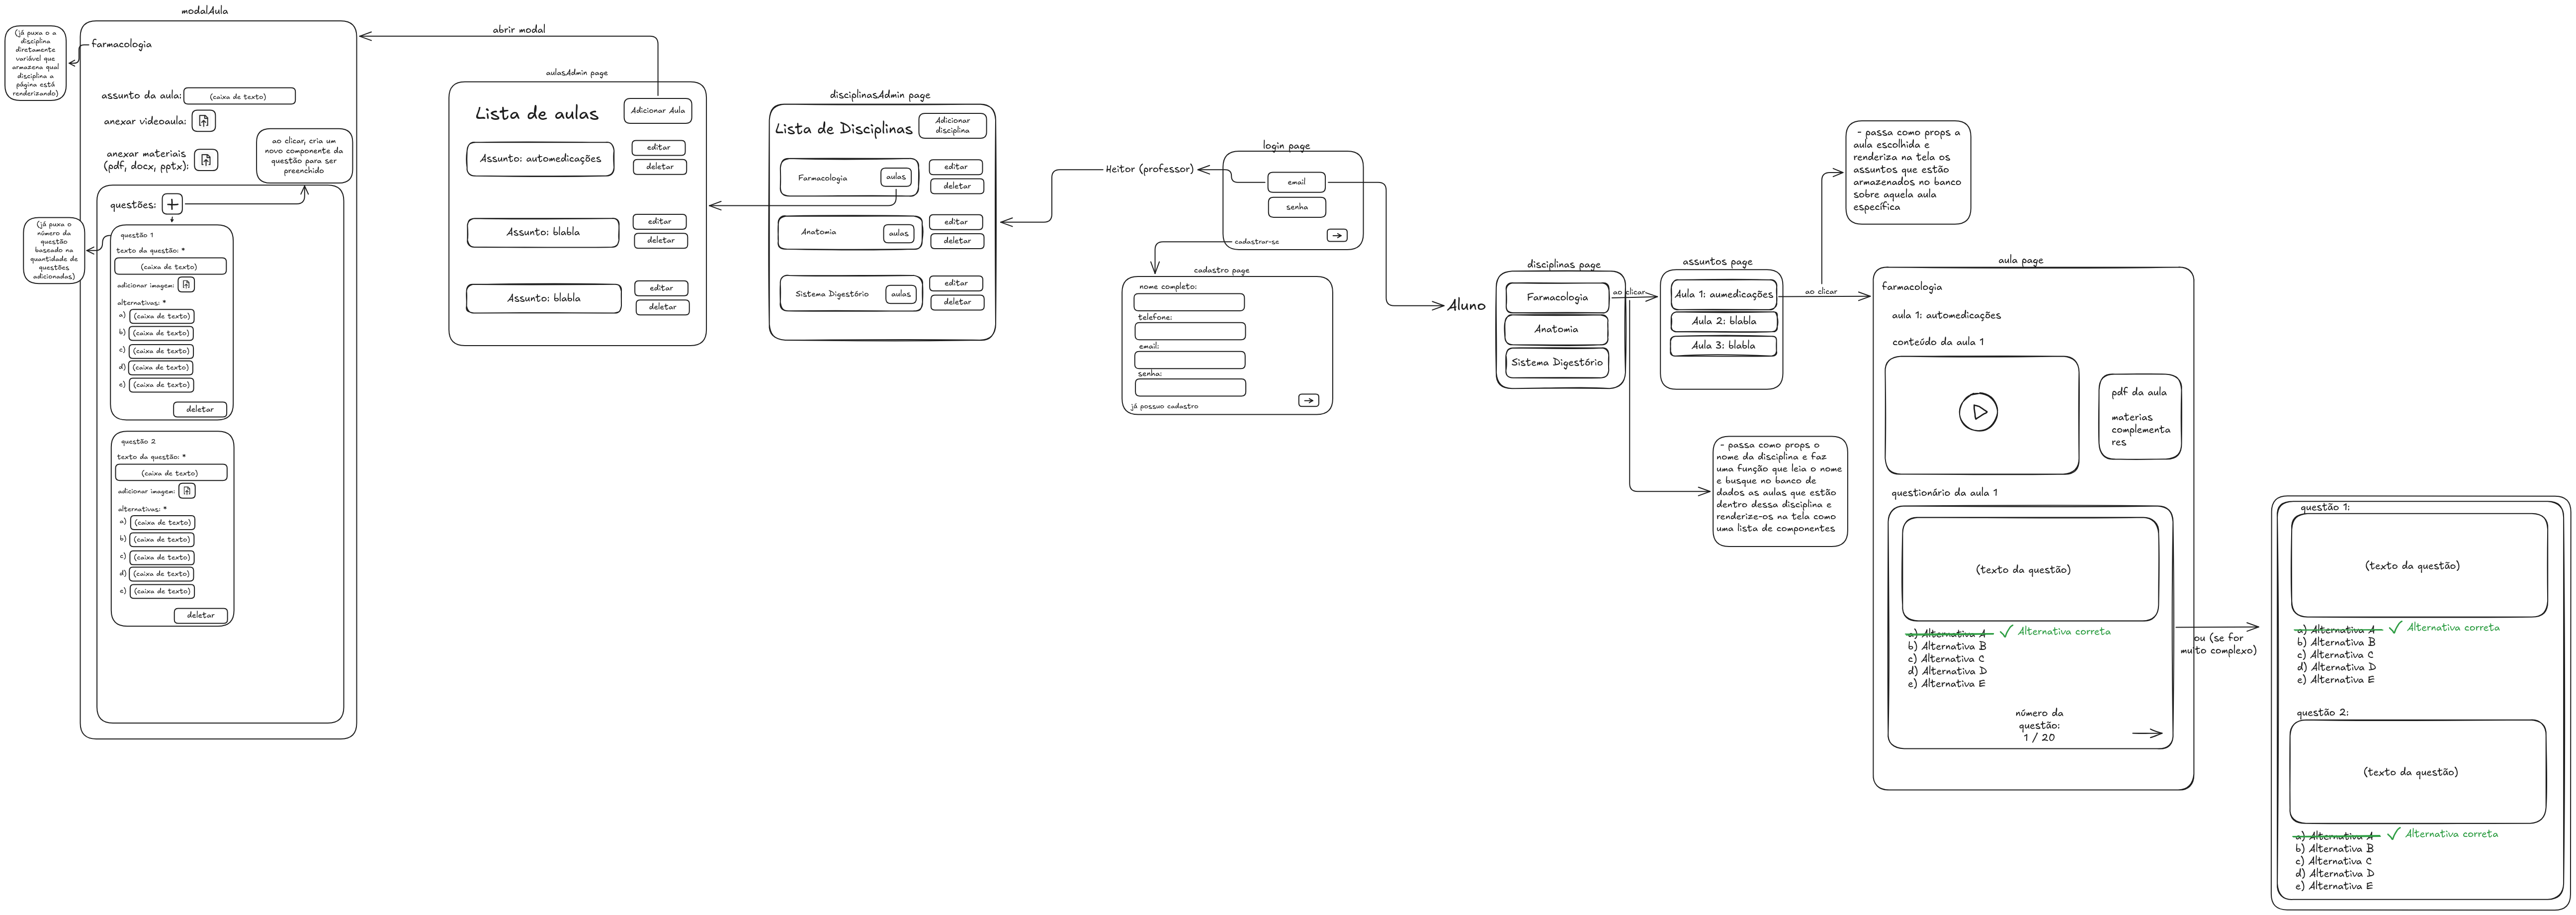 modalAula
(já puxa o a
disciplina
diretamente
variável que
armazena qual
disciplina a
página está
renderizando)
farmacologia
assunto da aula:
(caixa de texto)
anexar videoaula:
anexar materiais
(pdf, docx, pptx):
ao clicar, cria um
novo componente da
questão para ser
preenchido
questões:
(já puxa o
número da
questão
baseado na
quantidade de
questões
adicionadas)
questão 1
texto da questão: *
(caixa de texto)
adicionar imagem:
alternativas: *
a) (caixa de texto)
b) (caixa de texto)
c) (caixa de texto)
d) (caixa de texto)
e) (caixa de texto)
deletar
questão 2
texto da questão: *
(caixa de texto)
adicionar imagem:
alternativas: *
a) (caixa de texto)
b) (caixa de texto)
c) (caixa de texto)
d) (caixa de texto)
e) (caixa de texto)
deletar
abrir modal
aulasAdmin page
Lista de aulas
Adicionar Aula
Assunto: automedicações
editar
deletar
Assunto: blabla
editar
deletar
Assunto: blabla
editar
deletar
disciplinasAdmin page
Lista de Disciplinas
Adicionar
disciplina
Farmacologia
aulas
editar
deletar
Anatomia
aulas
editar
deletar
Sistema Digestório
aulas
editar
deletar
Heitor (professor)
login page
email
senha
cadastrar-se
cadastro page
nome completo:
telefone:
email:
senha:
já possuo cadastro
Aluno
disciplinas page
Farmacologia
Anatomia
Sistema Digestório
ao clicar
- passa como props o
nome da disciplina e faz
uma função que leia o nome
e busque no banco de
dados as aulas que estão
dentro dessa disciplina e
renderize-os na tela como
uma lista de componentes
assuntos page
Aula 1: aumedicações
Aula 2: blabla
Aula 3: blabla
ao clicar
- passa como props a
aula escolhida e
renderiza na tela os
assuntos que estão
armazenados no banco
sobre aquela aula
específica
aula page
farmacologia
aula 1: automedicações
conteúdo da aula 1
pdf da aula
materias
complementa
res
questionário da aula 1
(texto da questão)
a) Alternativa A
Alternativa correta
b) Alternativa B
c) Alternativa C
d) Alternativa D
e) Alternativa E
número da
questão:
1 / 20
ou (se for
muito complexo)
questão 1:
(texto da questão)
a) Alternativa A
Alternativa correta
b) Alternativa B
c) Alternativa C
d) Alternativa D
e) Alternativa E
questão 2:
(texto da questão)
a) Alternativa A
Alternativa correta
b) Alternativa B
c) Alternativa C
d) Alternativa D
e) Alternativa E